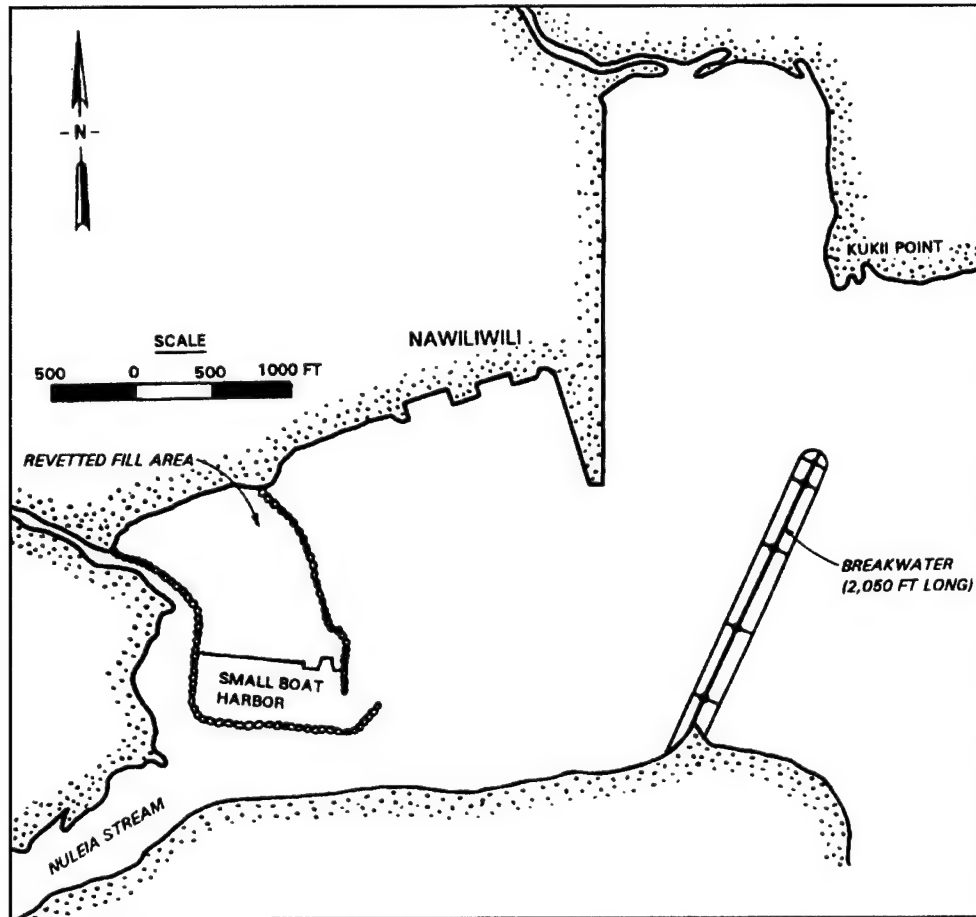 - N -
KUKII POINT
SCALE
500 0 500 1000 FT
NAWILIWILI
REVETTED FILL AREA
BREAKWATER
(2,050 FT LONG)
SMALL BOAT
HARBOR
NULEIA STREAM